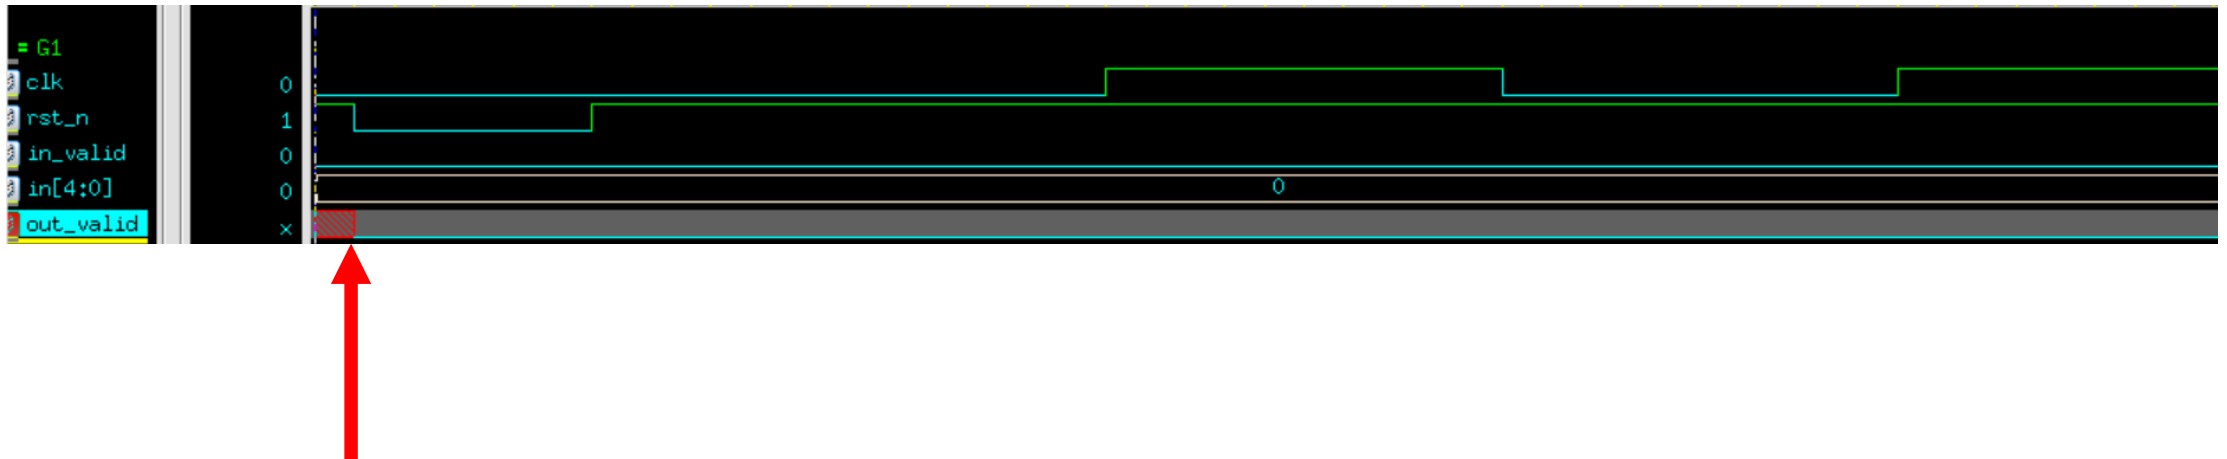 = G1
clk 0
rst_n 1
in_valid 0
in[4:0] 0 0
out_valid x